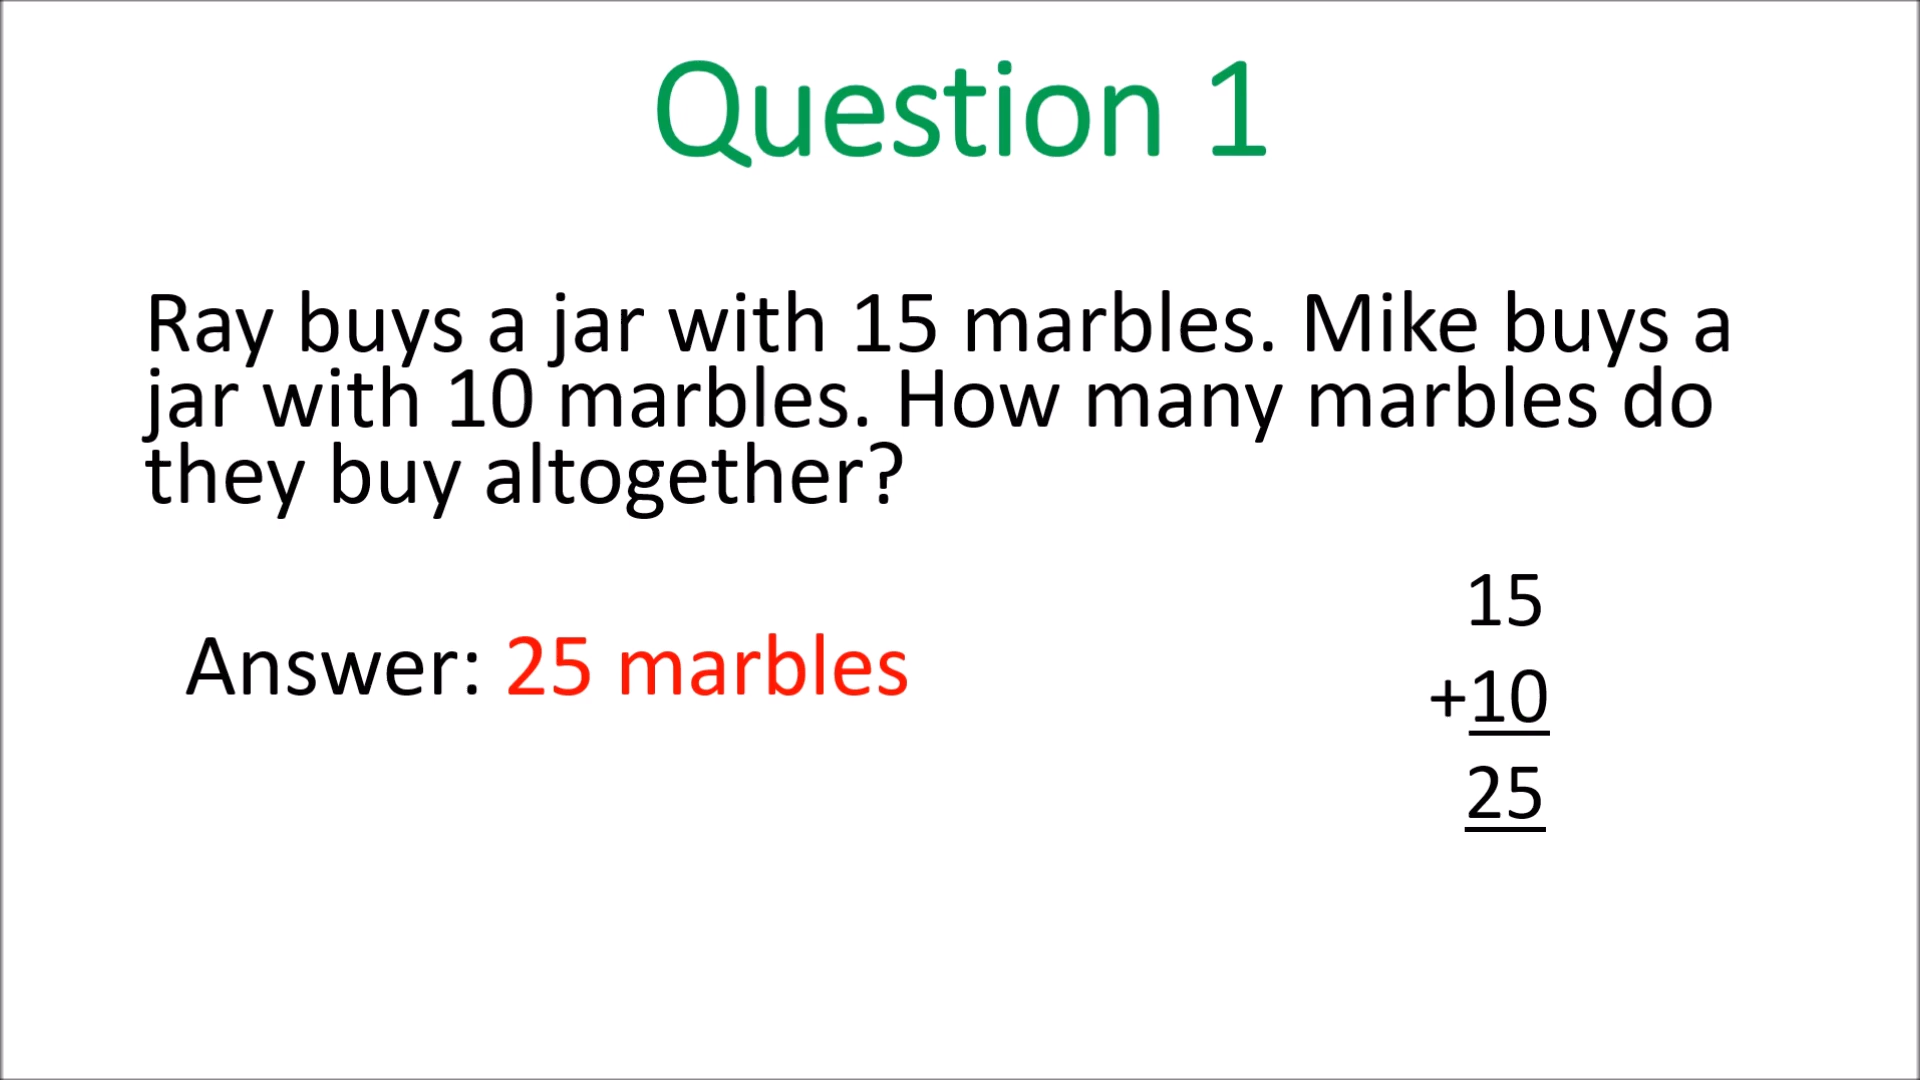 Question 1
Ray buys a jar with 15 marbles. Mike buys a
jar with 10 marbles. How many marbles do
they buy altogether?
15
Answer: 25 marbles
+10
25